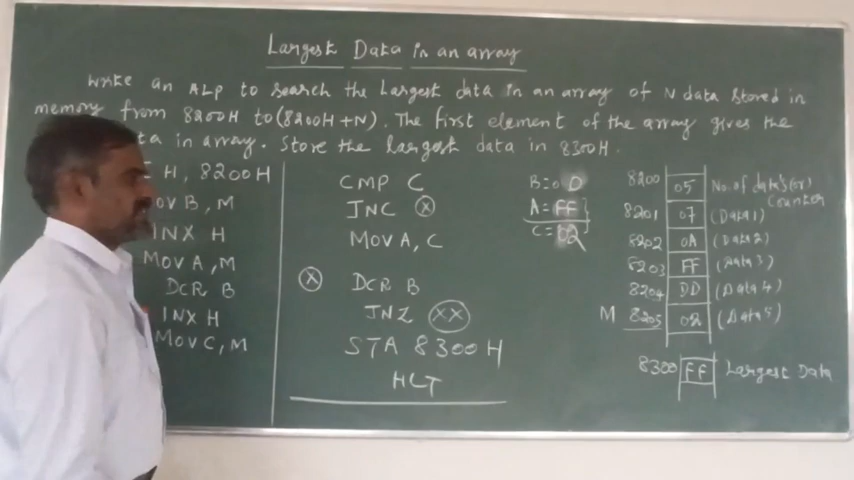 Largest Data in an array
Write an ALP to search the Largest data in an array of N data stored in
memory from 8200H to (8200H+N). The first element of the array gives the
in array. Store the largest data in 8300H.
H, 8200H
MOV B, M
INX H
MOV A, M
DCR B
INX H
MOV C, M
CMP C
JNC (X)
MOV A, C
(X) DCR B
JNZ (XX)
STA 8300H
HLT
B=00
A=FF
C=02
8200 05 No. of data's (or) Counter
8201 07 (Data 1)
8202 0A (Data 2)
8203 FF (Data 3)
8204 DD (Data 4)
M 8205 02 (Data 5)
8300 FF Largest Data